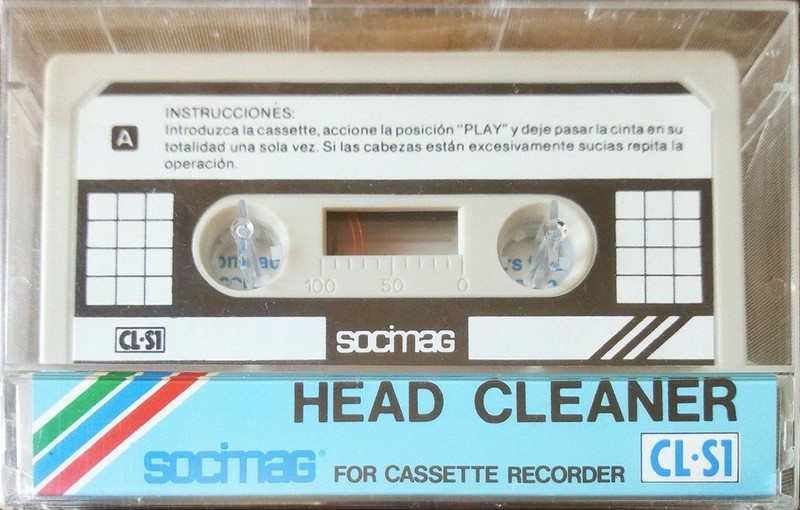 INSTRUCCIONES:
A
Introduzca la cassette, accione la posición "PLAY" y deje pasar la cinta en su
totalidad una sola vez. Si las cabezas están excesivamente sucias repita la
operación.
100 50 0
CL·S1
socimag
HEAD CLEANER
socimag®
FOR CASSETTE RECORDER
CL·S1